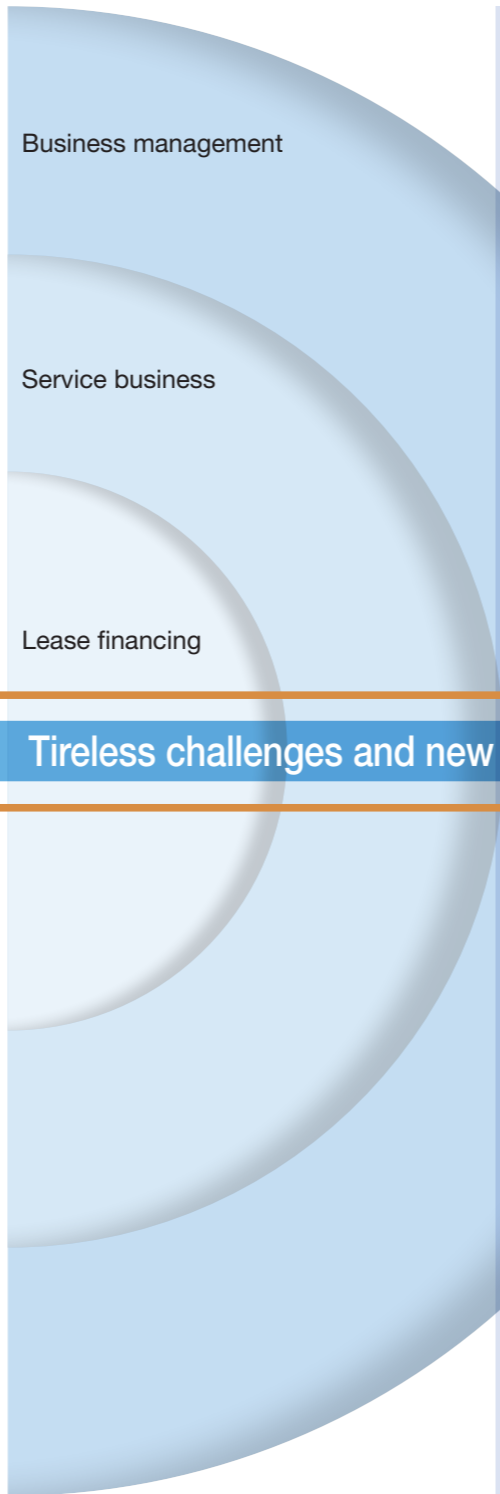 Business management
Service business
Lease financing
Tireless challenges and new